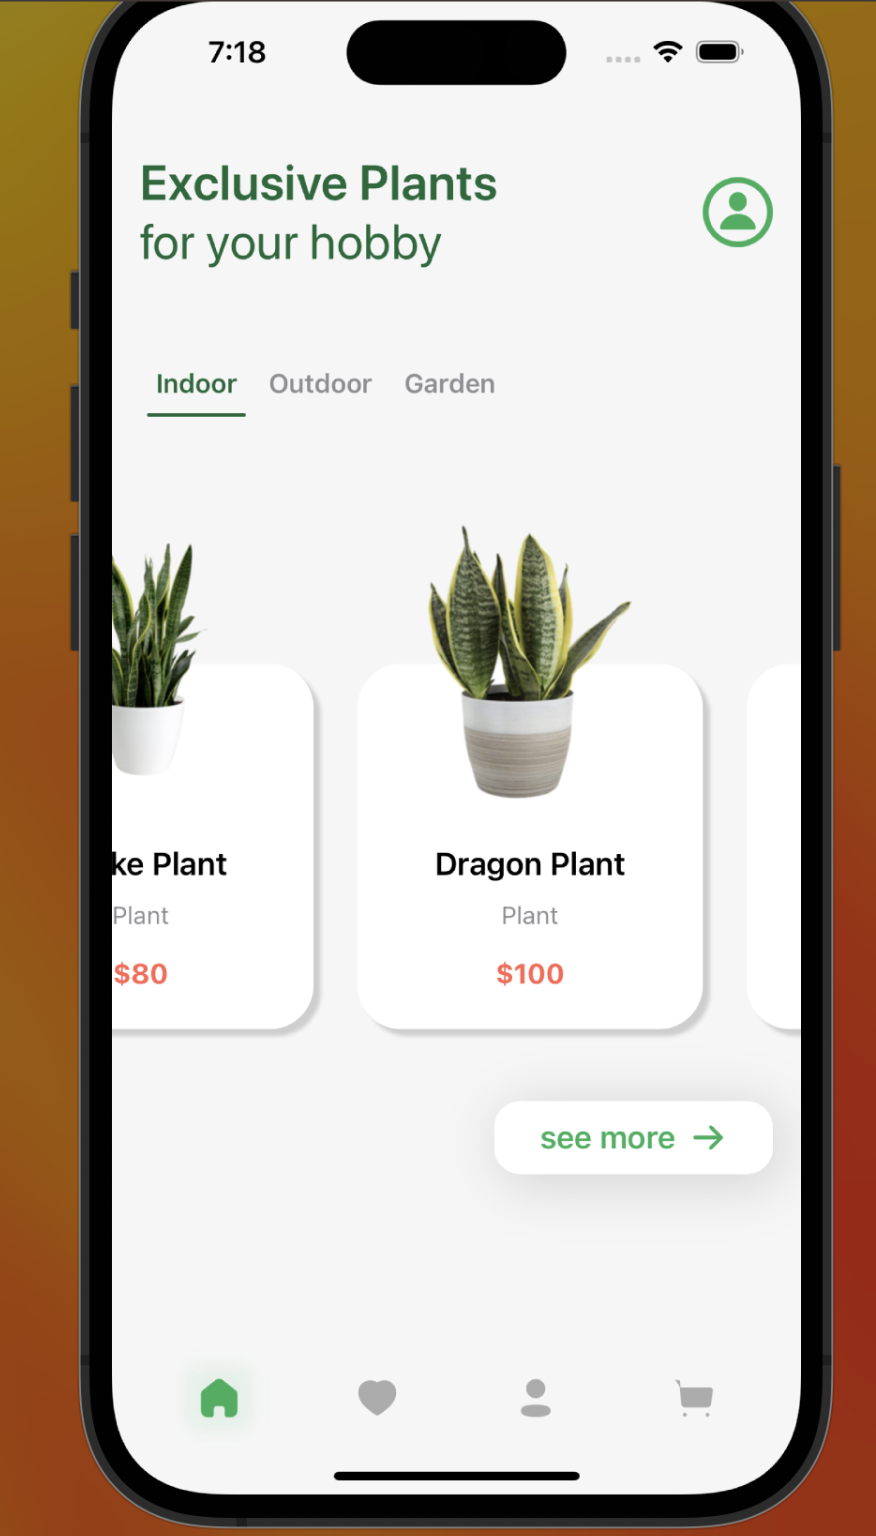 7:18
Exclusive Plants
for your hobby
Indoor Outdoor Garden
ke Plant
Dragon Plant
Plant
Plant
$80
$100
see more →